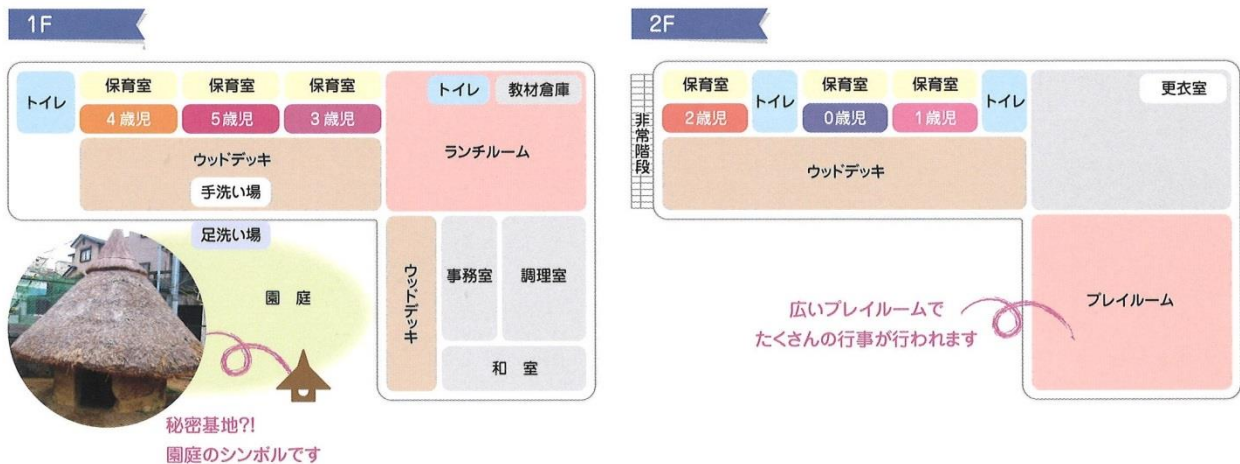 1F
トイレ
保育室
4歳児
保育室
5歳児
保育室
3歳児
トイレ
教材倉庫
ランチルーム
ウッドデッキ
手洗い場
足洗い場
園 庭
ウッドデッキ
事務室
調理室
和 室
秘密基地?!
園庭のシンボルです
2F
非常階段
保育室
2歳児
トイレ
保育室
0歳児
保育室
1歳児
トイレ
更衣室
ウッドデッキ
プレイルーム
広いプレイルームで
たくさんの行事が行われます